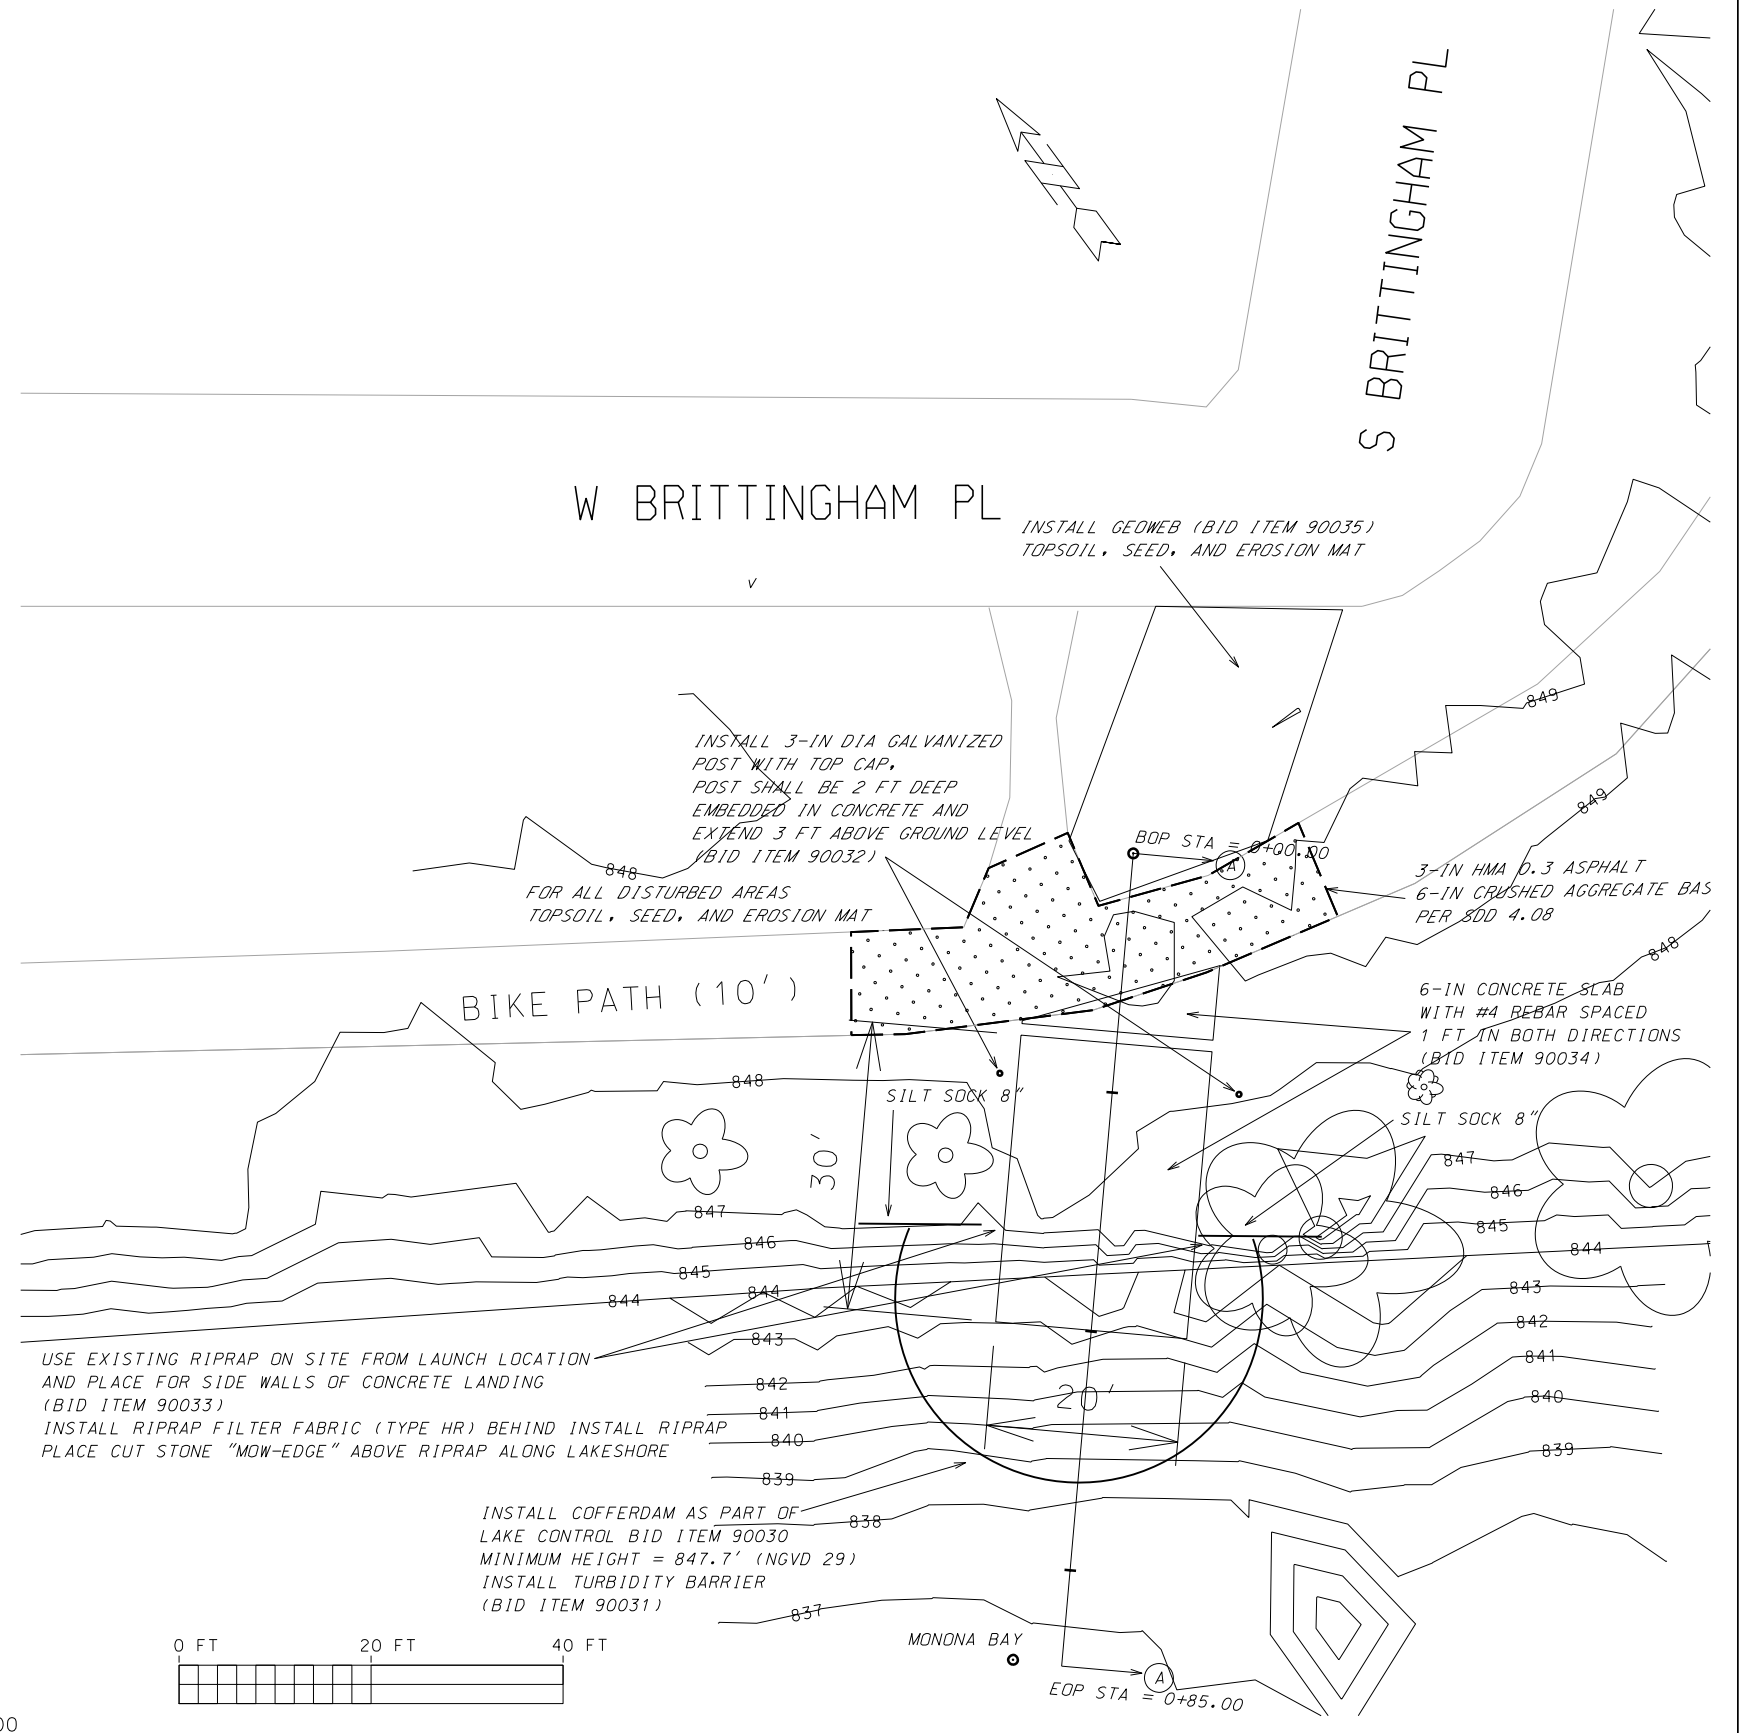 S BRITTINGHAM PL
W BRITTINGHAM PL
INSTALL GEOWEB (BID ITEM 90035)
TOPSOIL, SEED, AND EROSION MAT
V
849
INSTALL 3-IN DIA GALVANIZED
POST WITH TOP CAP,
POST SHALL BE 2 FT DEEP
EMBEDDED IN CONCRETE AND
EXTEND 3 FT ABOVE GROUND LEVEL
(BID ITEM 90032)
849
BOP STA = 0+00.00
A
848
FOR ALL DISTURBED AREAS
TOPSOIL, SEED, AND EROSION MAT
3-IN HMA 0.3 ASPHALT
6-IN CRUSHED AGGREGATE BAS
PER SDD 4.08
848
BIKE PATH (10')
6-IN CONCRETE SLAB
WITH #4 REBAR SPACED
1 FT IN BOTH DIRECTIONS
(BID ITEM 90034)
848
SILT SOCK 8"
SILT SOCK 8"
30'
847
846
845
844
843
842
841
840
839
847
846
845
844
844
843
842
841
840
839
838
837
20'
USE EXISTING RIPRAP ON SITE FROM LAUNCH LOCATION
AND PLACE FOR SIDE WALLS OF CONCRETE LANDING
(BID ITEM 90033)
INSTALL RIPRAP FILTER FABRIC (TYPE HR) BEHIND INSTALL RIPRAP
PLACE CUT STONE "MOW-EDGE" ABOVE RIPRAP ALONG LAKESHORE
INSTALL COFFERDAM AS PART OF
LAKE CONTROL BID ITEM 90030
MINIMUM HEIGHT = 847.7' (NGVD 29)
INSTALL TURBIDITY BARRIER
(BID ITEM 90031)
0 FT 20 FT 40 FT
MONONA BAY
A
EOP STA = 0+85.00
00